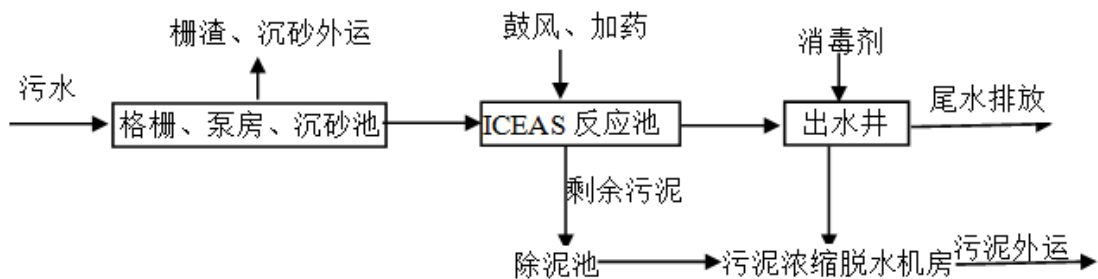 栅渣、沉砂外运
鼓风、加药
消毒剂
污水
尾水排放
格栅、泵房、沉砂池
ICEAS 反应池
出水井
剩余污泥
除泥池
污泥浓缩脱水机房
污泥外运